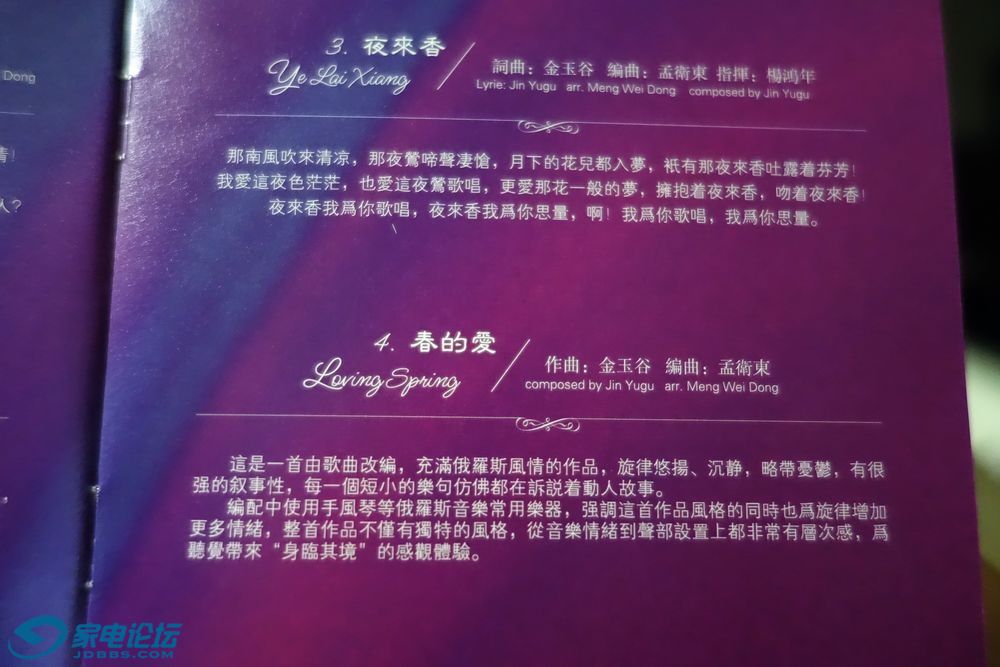 Dong
情!
人?
3. 夜來香
Ye Lai Xiang
詞曲：金玉谷 編曲：孟衛東 指揮：楊鴻年
Lyrie: Jin Yugu arr. Meng Wei Dong composed by Jin Yugu
那南風吹來清凉，那夜鶯啼聲凄愴，月下的花兒都入夢，衹有那夜來香吐露着芬芳！
我愛這夜色茫茫，也愛這夜鶯歌唱，更愛那花一般的夢，擁抱着夜來香，吻着夜來香！
夜來香我爲你歌唱，夜來香我爲你思量，啊！我爲你歌唱，我爲你思量。
4. 春的愛
Loving Spring
作曲：金玉谷 編曲：孟衛東
composed by Jin Yugu arr. Meng Wei Dong
這是一首由歌曲改編，充滿俄羅斯風情的作品，旋律悠揚、沉静，略帶憂鬱，有很
强的叙事性，每一個短小的樂句仿佛都在訴説着動人故事。
編配中使用手風琴等俄羅斯音樂常用樂器，强調這首作品風格的同時也爲旋律增加
更多情緒，整首作品不僅有獨特的風格，從音樂情緒到聲部設置上都非常有層次感，爲
聽覺帶來“身臨其境”的感觀體驗。
家电论坛
JDBBS.COM